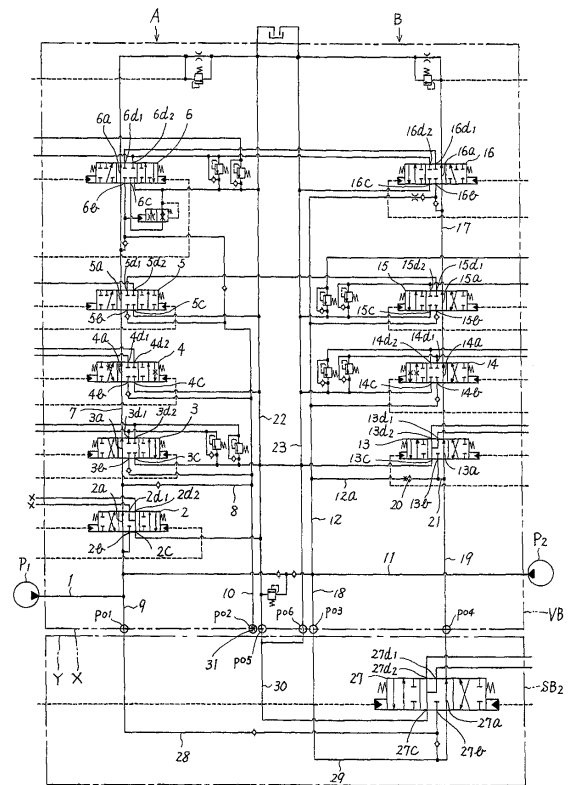 A
B
6a 6d1 6d2 6
16d2 16d1 16a 16
6b 6c
16c 16b
17
5a 5d1 5d2 5
15 15d2 15d1 15a
5b 5c
15c 15b
4a 4d1 4d2 4
14d2 14d1 14a 14
4b 4c
14c 14b
7
3a 3d1 3d2 3
22
23
13d1
13d2
13
13c
3b 3c
13a
20 13b 21
8
12a
2a 2d1 2d2 2
12
2b 2c
19
P1
P2
1
11
9
10
18
VB
po1 po2 po5 po6 po3 po4
31
Y X
27d1
27d2
27
SB2
30
27a
27c 27b
28
29